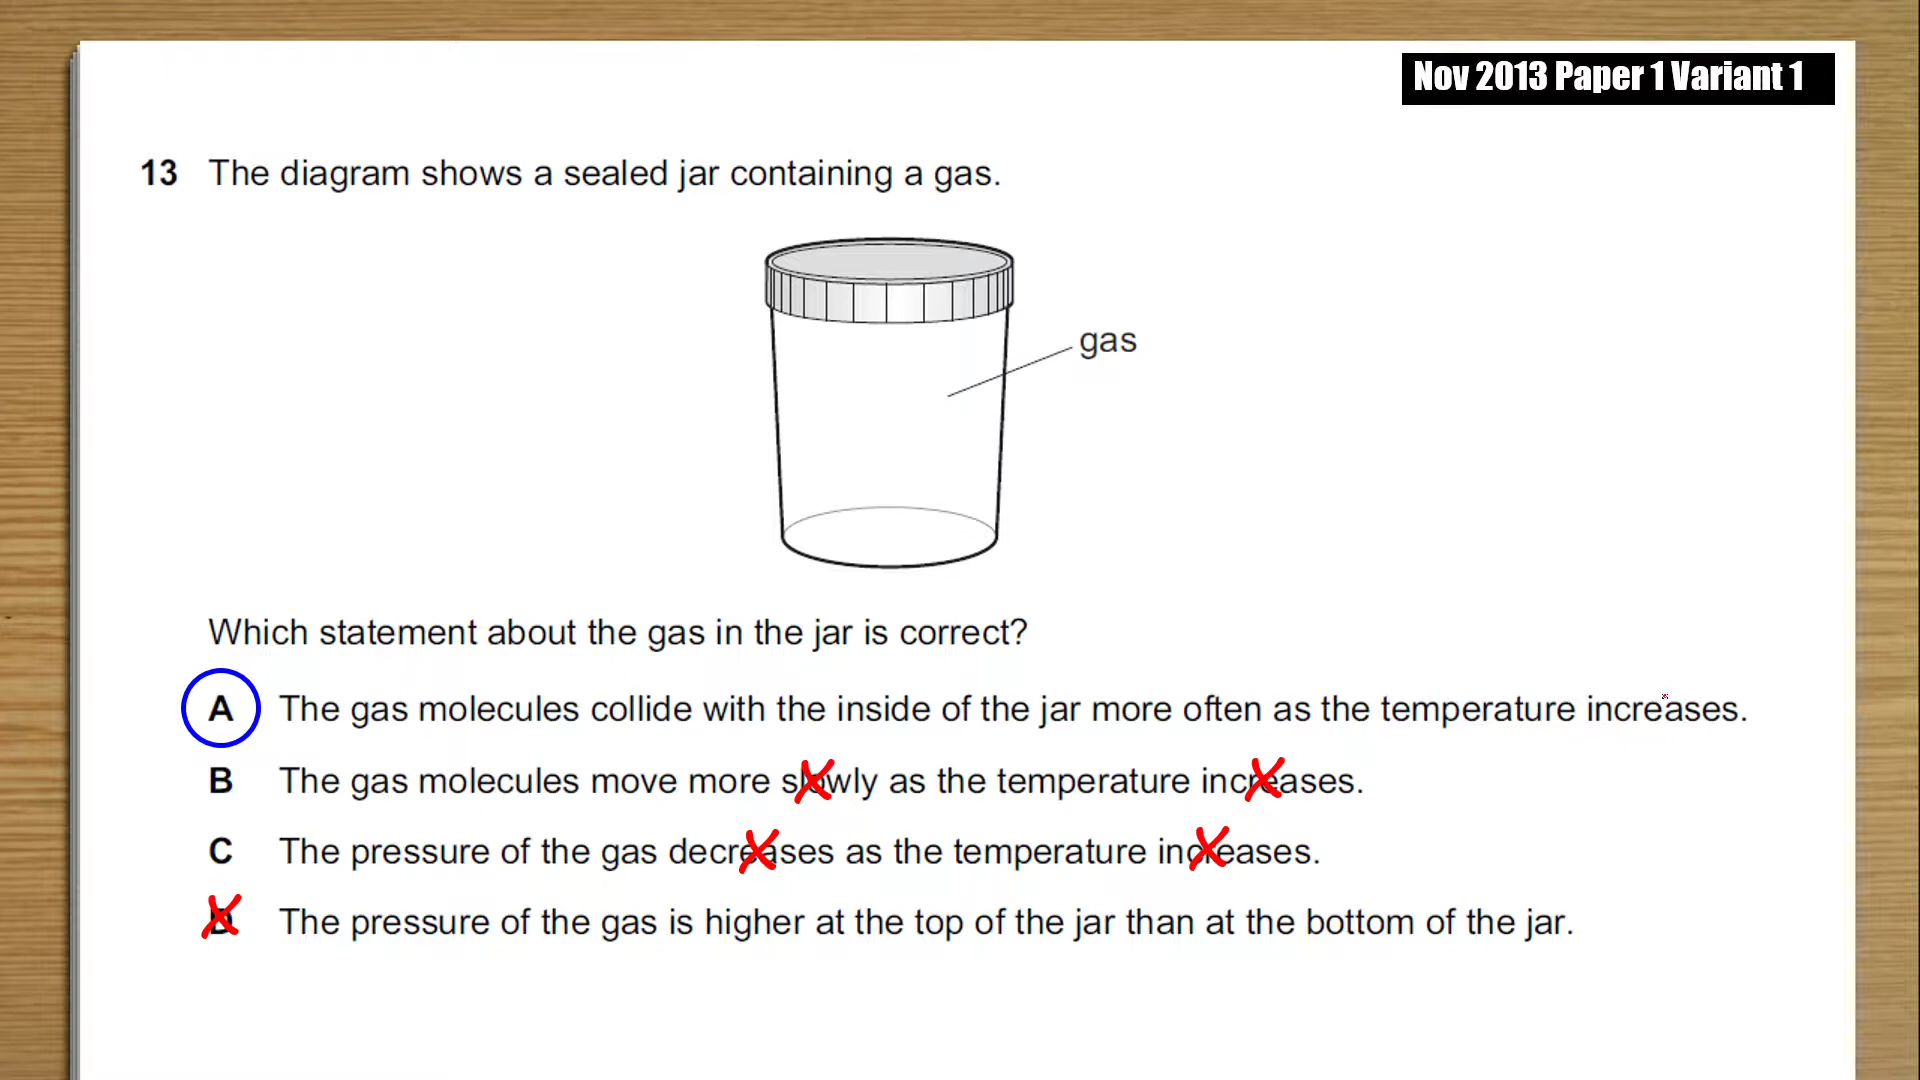 Nov 2013 Paper 1 Variant 1
13 The diagram shows a sealed jar containing a gas.
gas
Which statement about the gas in the jar is correct?
A The gas molecules collide with the inside of the jar more often as the temperature increases.
B The gas molecules move more slowly as the temperature increases.
C The pressure of the gas decreases as the temperature increases.
D The pressure of the gas is higher at the top of the jar than at the bottom of the jar.